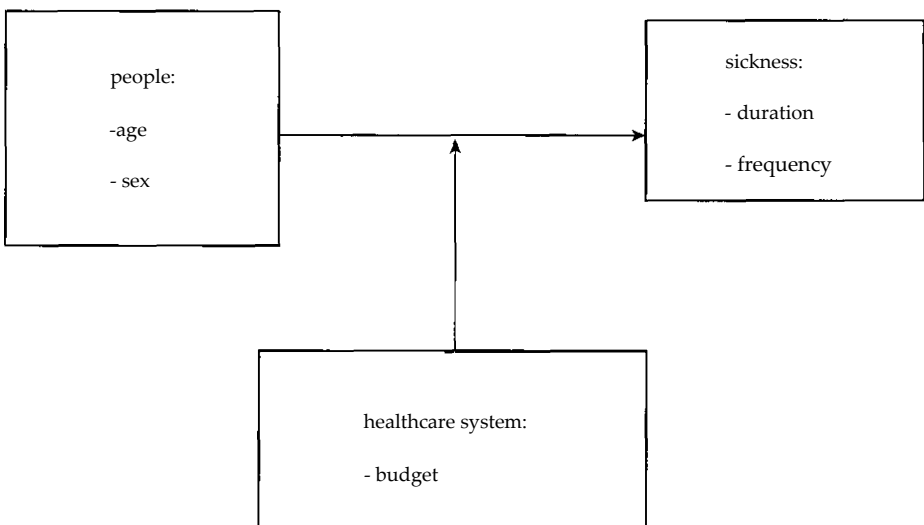 people:
-age
- sex
sickness:
- duration
- frequency
healthcare system:
- budget